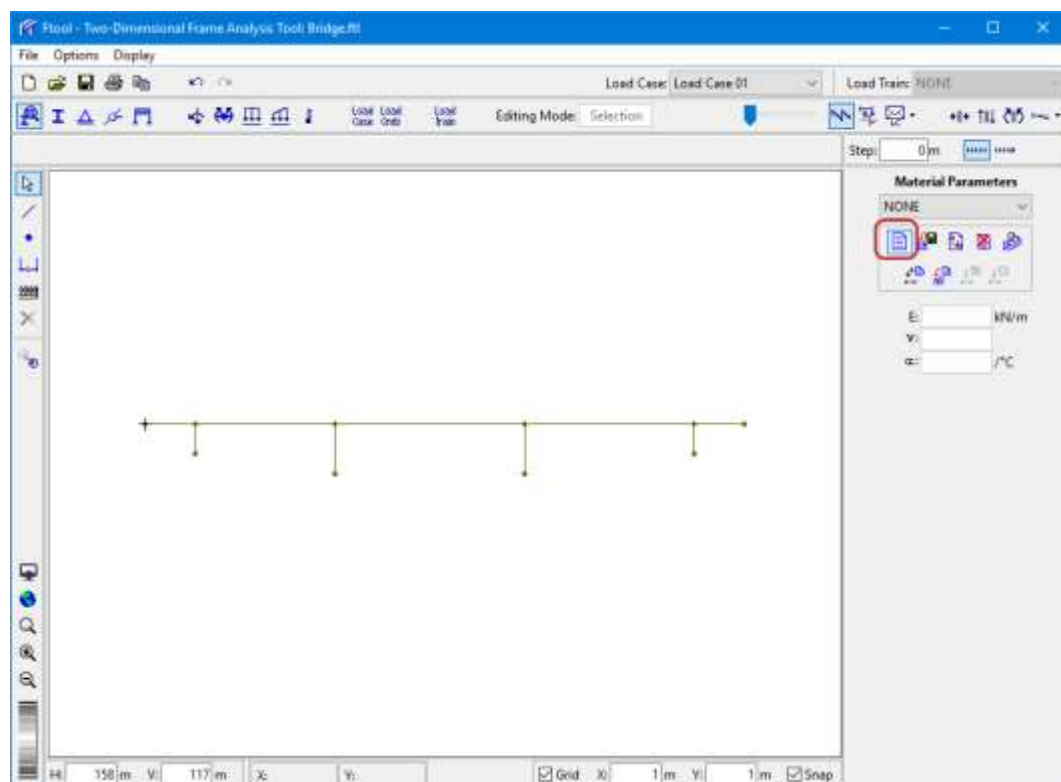 Ftool - Two-Dimensional Frame Analysis Tool: Bridge.ftl
File Options Display
Load Case: Load Case 01 Load Train: NONE
Load Case Load Comb Load Train Editing Mode: Selection
Step: 0 m
Material Parameters
NONE
E: kN/m
ν:
α: /°C
H: 158 m V: 117 m X: Y: Grid X: 1 m Y: 1 m Snap